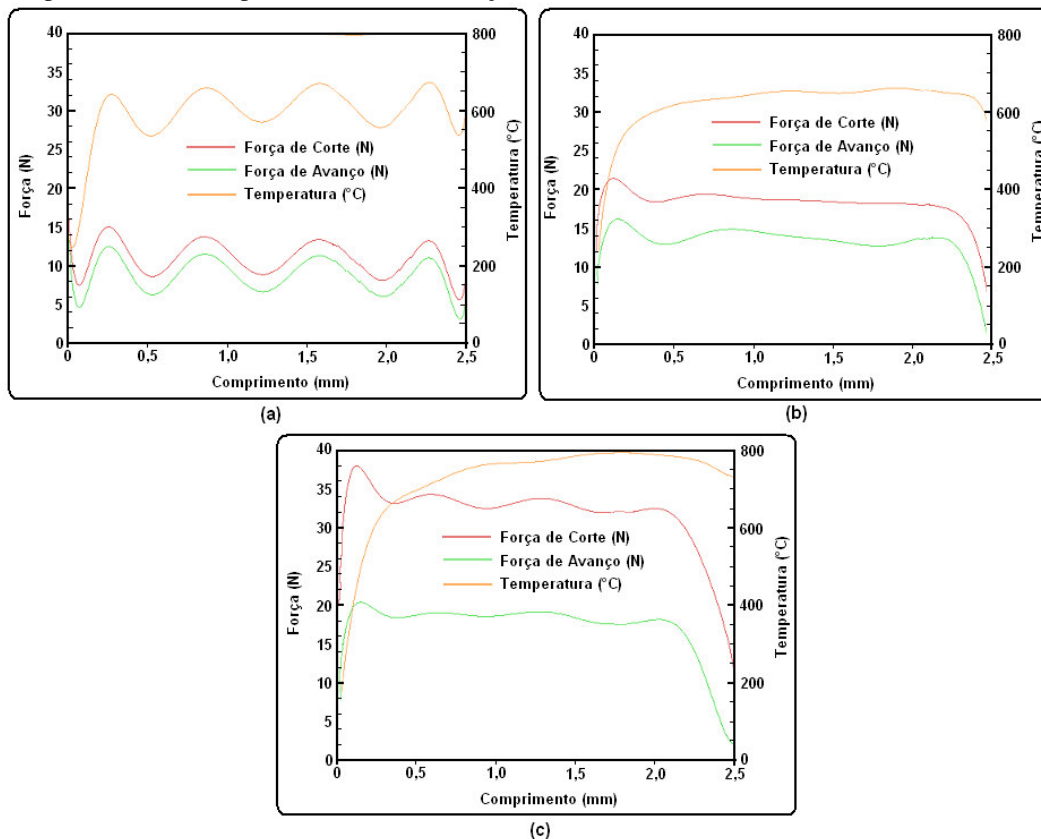 40
35
30
25
20
15
10
5
0
Força (N)
800
600
400
200
0
Temperatura (°C)
Força de Corte (N)
Força de Avanço (N)
Temperatura (°C)
0
0,5
1,0
1,5
2,0
2,5
Comprimento (mm)
(a)
40
35
30
25
20
15
10
5
0
Força (N)
800
600
400
200
0
Temperatura (°C)
Força de Corte (N)
Força de Avanço (N)
Temperatura (°C)
0
0,5
1,0
1,5
2,0
2,5
Comprimento (mm)
(b)
40
35
30
25
20
15
10
5
0
Força (N)
800
600
400
200
0
Temperatura (°C)
Força de Corte (N)
Força de Avanço (N)
Temperatura (°C)
0
0,5
1,0
1,5
2,0
2,5
Comprimento (mm)
(c)